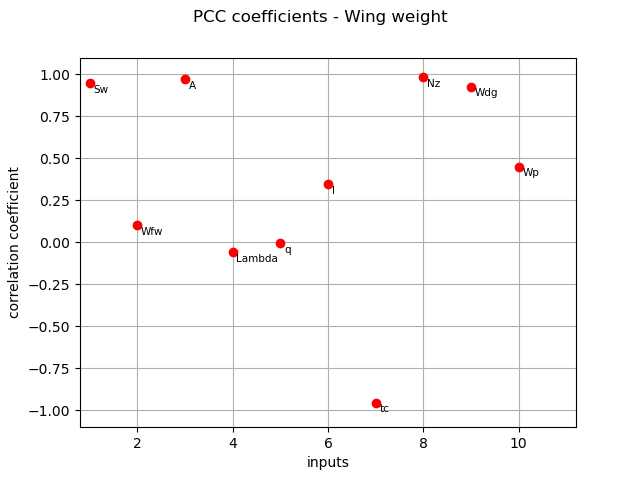 PCC coefficients - Wing weight
correlation coefficient
1.00
0.75
0.50
0.25
0.00
−0.25
−0.50
−0.75
−1.00
Sw
Wfw
A
Lambda
q
l
tc
Nz
Wdg
Wp
2
4
6
8
10
inputs